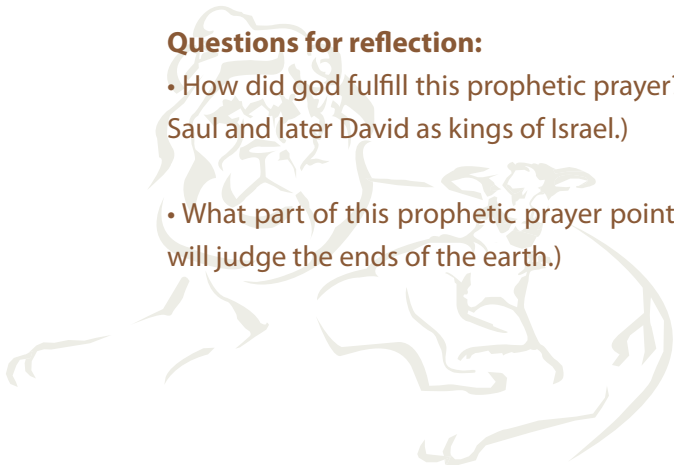 Questions for reflection:
• How did god fulfill this prophetic prayer?
Saul and later David as kings of Israel.)
• What part of this prophetic prayer point
will judge the ends of the earth.)